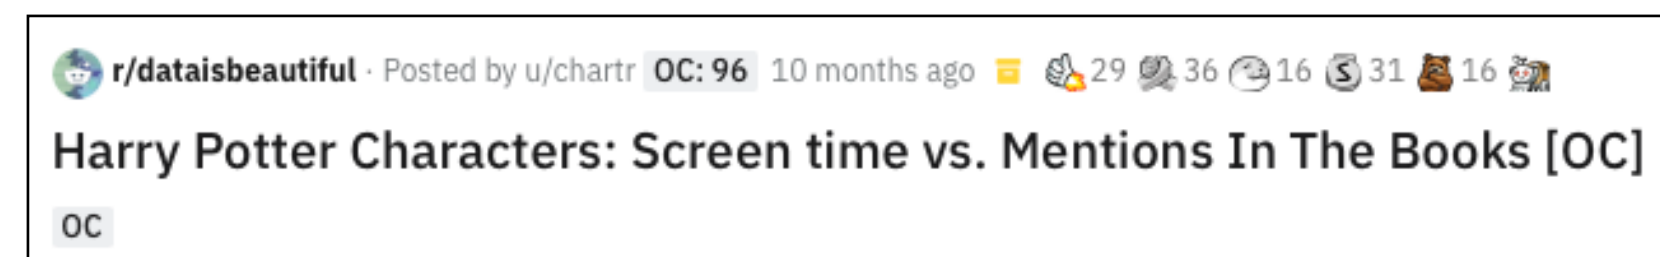 r/dataisbeautiful · Posted by u/chartr OC: 96 10 months ago 29 36 16 S 31 16
Harry Potter Characters: Screen time vs. Mentions In The Books [OC]
OC